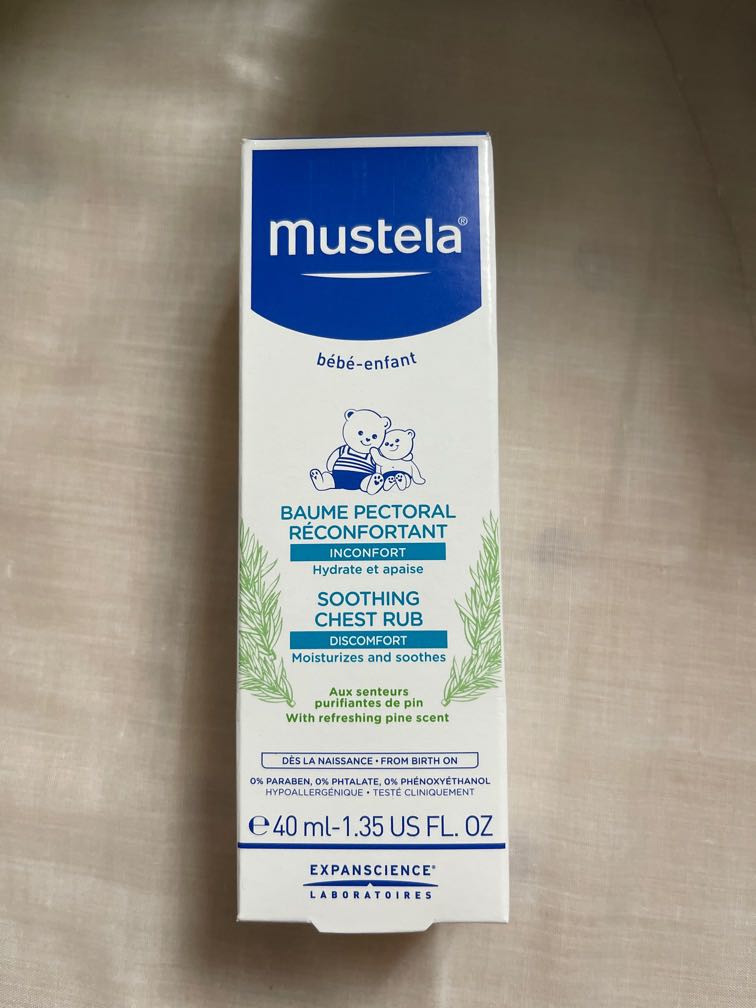 mustela®
bébé-enfant
BAUME PECTORAL
RÉCONFORTANT
INCONFORT
Hydrate et apaise
SOOTHING
CHEST RUB
DISCOMFORT
Moisturizes and soothes
Aux senteurs
purifiantes de pin
With refreshing pine scent
DÈS LA NAISSANCE • FROM BIRTH ON
0% PARABEN, 0% PHTALATE, 0% PHÉNOXYÉTHANOL
HYPOALLERGÉNIQUE • TESTÉ CLINIQUEMENT
℮ 40 ml-1.35 US FL. OZ
EXPANSCIENCE®
LABORATOIRES